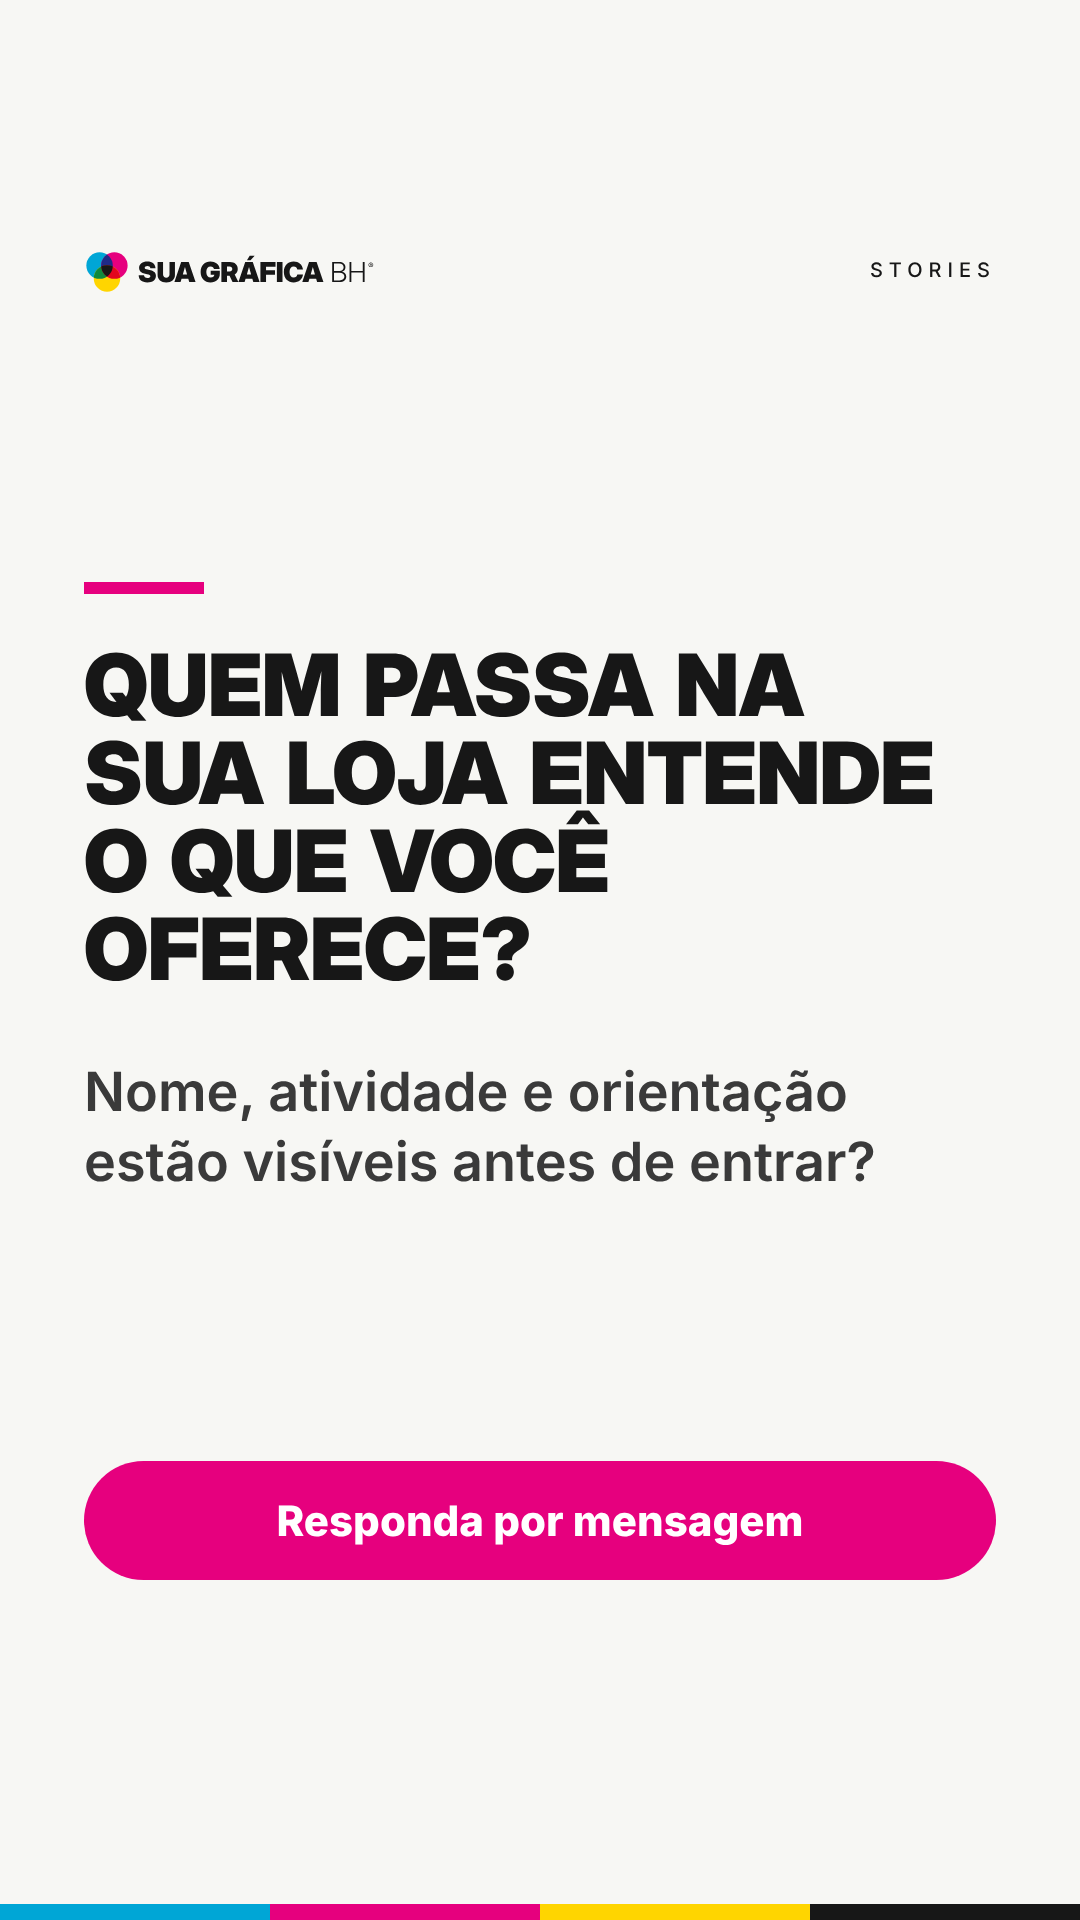 SUA GRÁFICA BH®
STORIES
QUEM PASSA NA
SUA LOJA ENTENDE
O QUE VOCÊ
OFERECE?
Nome, atividade e orientação
estão visíveis antes de entrar?
Responda por mensagem